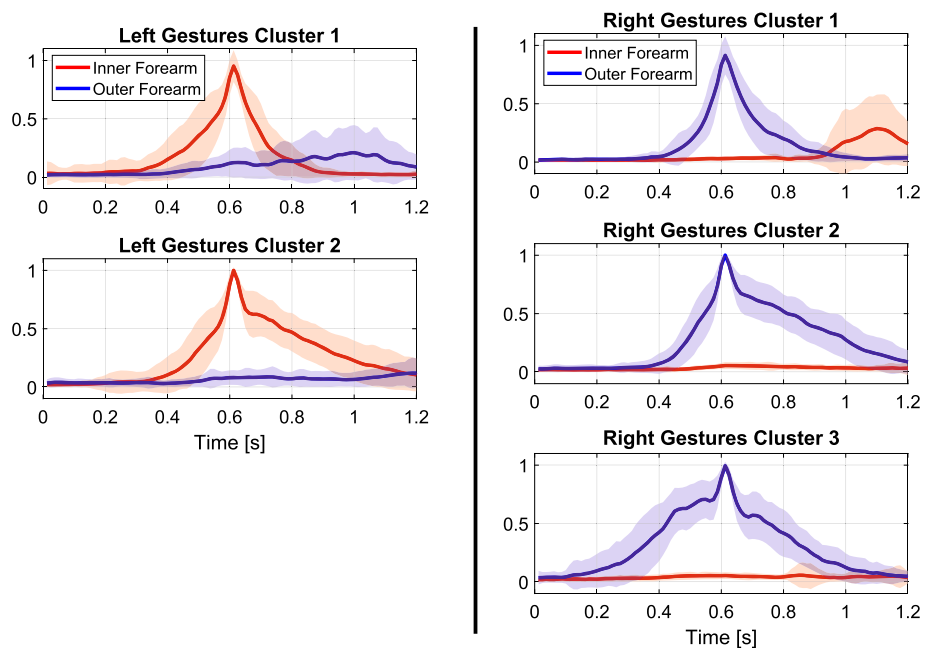 Left Gestures Cluster 1
1
0.5
0
Inner Forearm
Outer Forearm
0 0.2 0.4 0.6 0.8 1 1.2
Left Gestures Cluster 2
1
0.5
0
0 0.2 0.4 0.6 0.8 1 1.2
Time [s]
Right Gestures Cluster 1
1
0.5
0
Inner Forearm
Outer Forearm
0 0.2 0.4 0.6 0.8 1 1.2
Right Gestures Cluster 2
1
0.5
0
0 0.2 0.4 0.6 0.8 1 1.2
Right Gestures Cluster 3
1
0.5
0
0 0.2 0.4 0.6 0.8 1 1.2
Time [s]